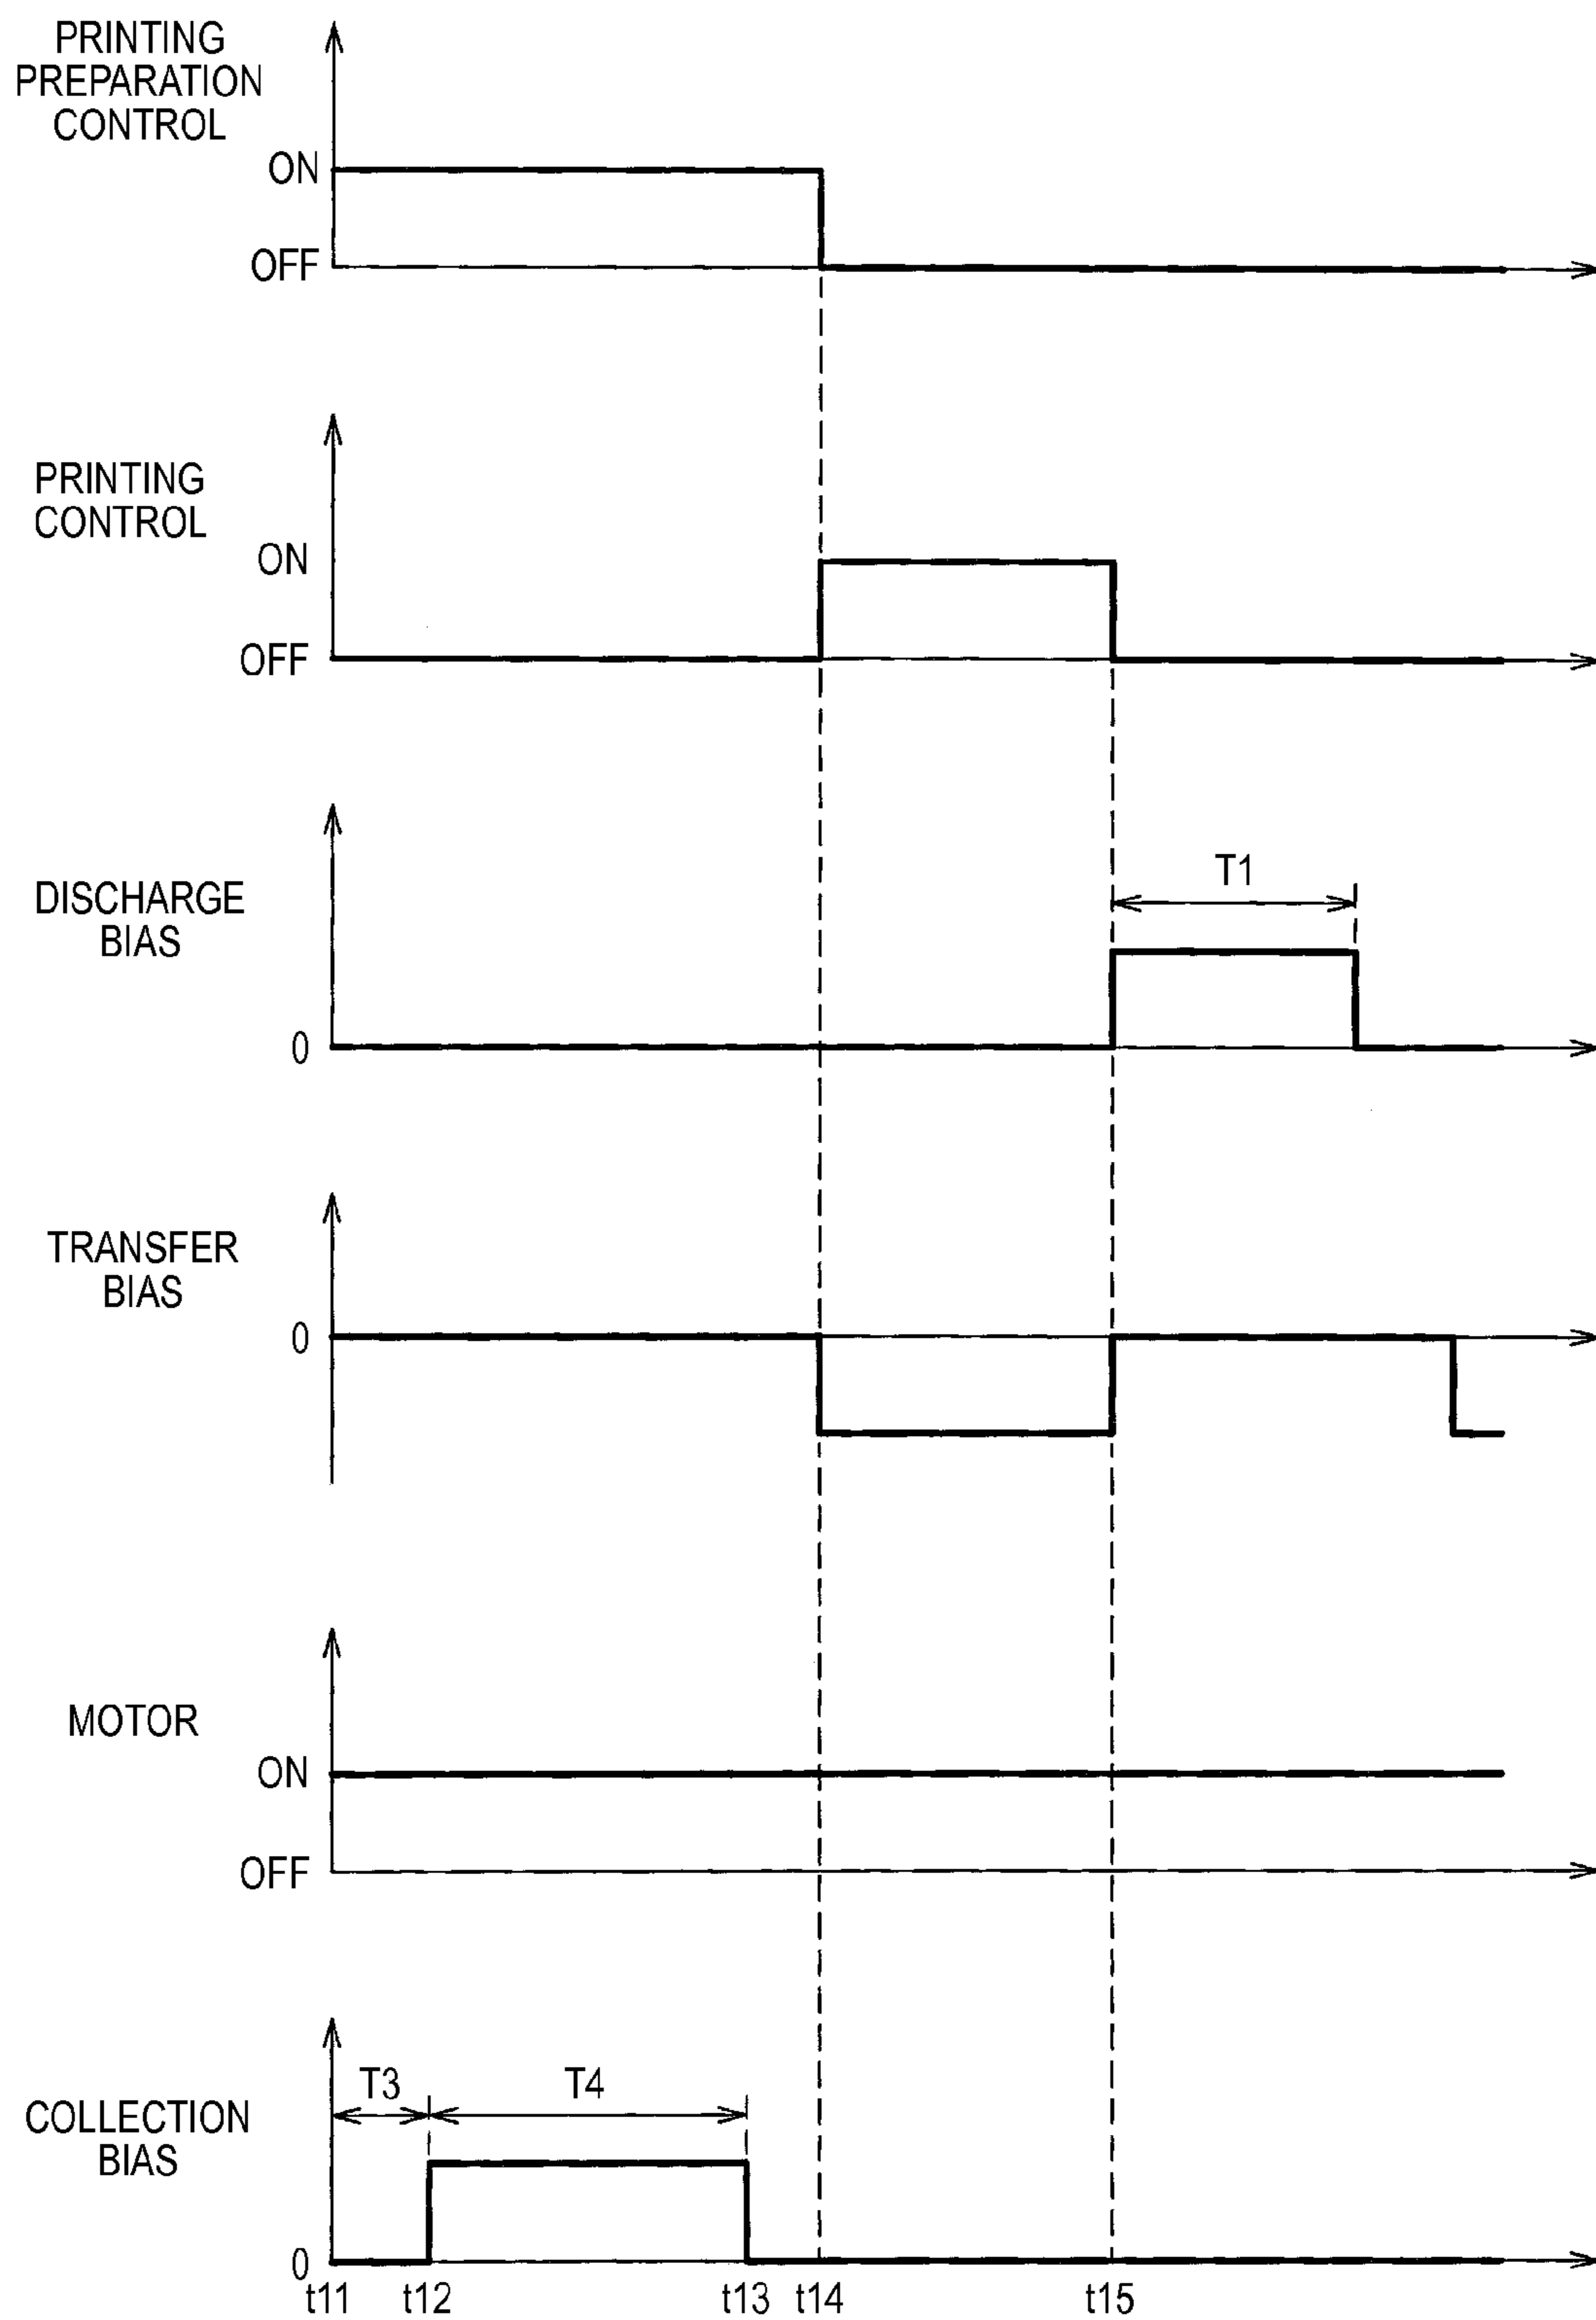 PRINTING
PREPARATION
CONTROL
ON
OFF
PRINTING
CONTROL
ON
OFF
DISCHARGE
BIAS
T1
0
TRANSFER
BIAS
0
MOTOR
ON
OFF
COLLECTION
BIAS
T3 T4
0
t11 t12 t13 t14 t15